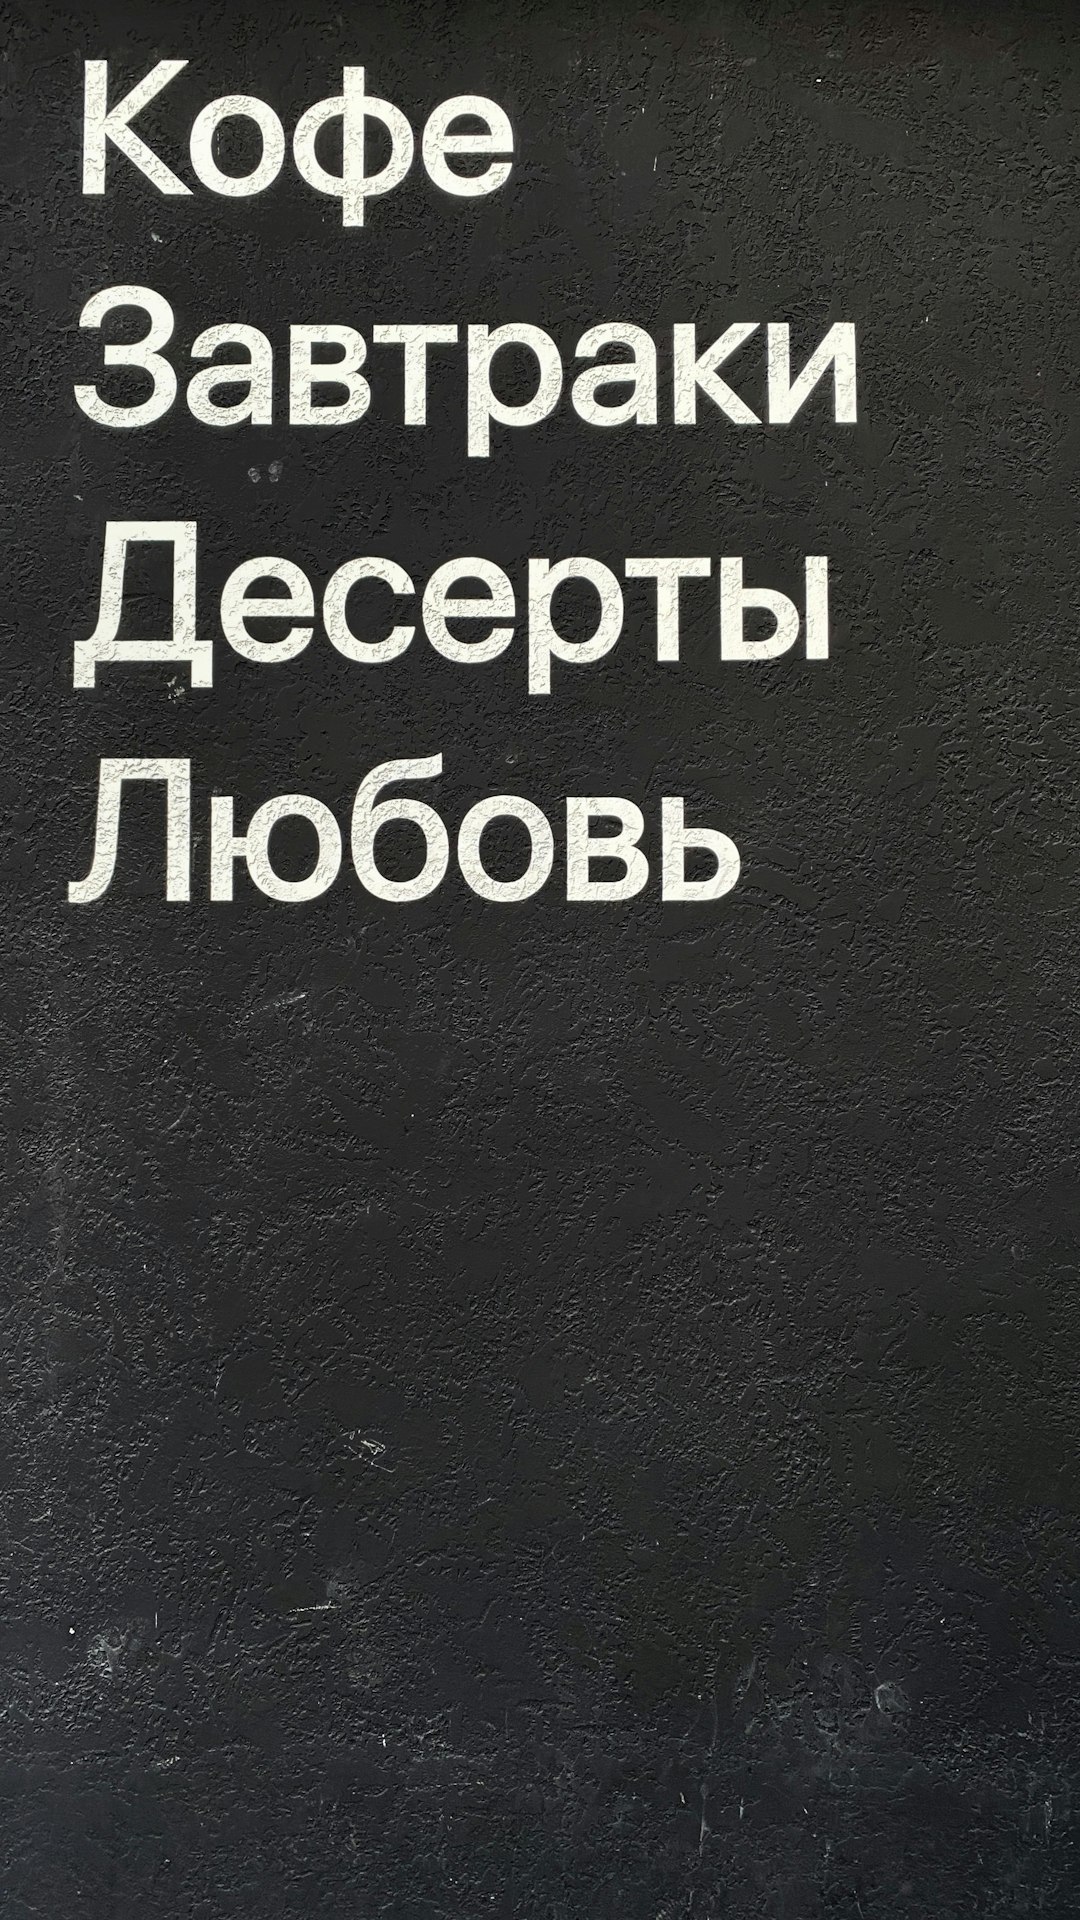 Кофе
Завтраки
Десерты
Любовь